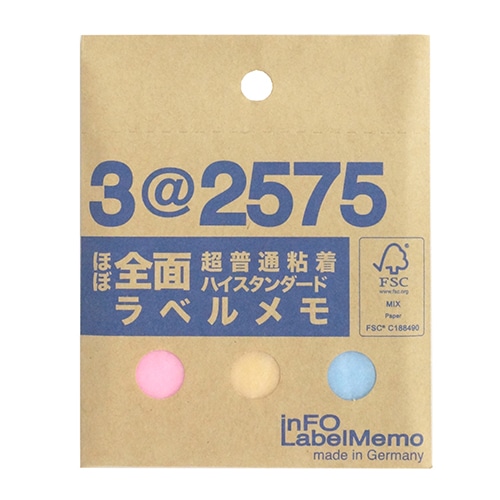 3@2575
ほぼ全面 超普通粘着
ハイスタンダード
ラベルメモ
FSC
www.fsc.org
MIX
Paper
FSC® C188490
inFO
LabelMemo
made in Germany